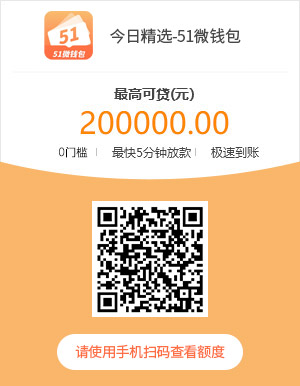 51
51微钱包
今日精选-51微钱包
最高可贷(元)
200000.00
0门槛 | 最快5分钟放款 | 极速到账
请使用手机扫码查看额度